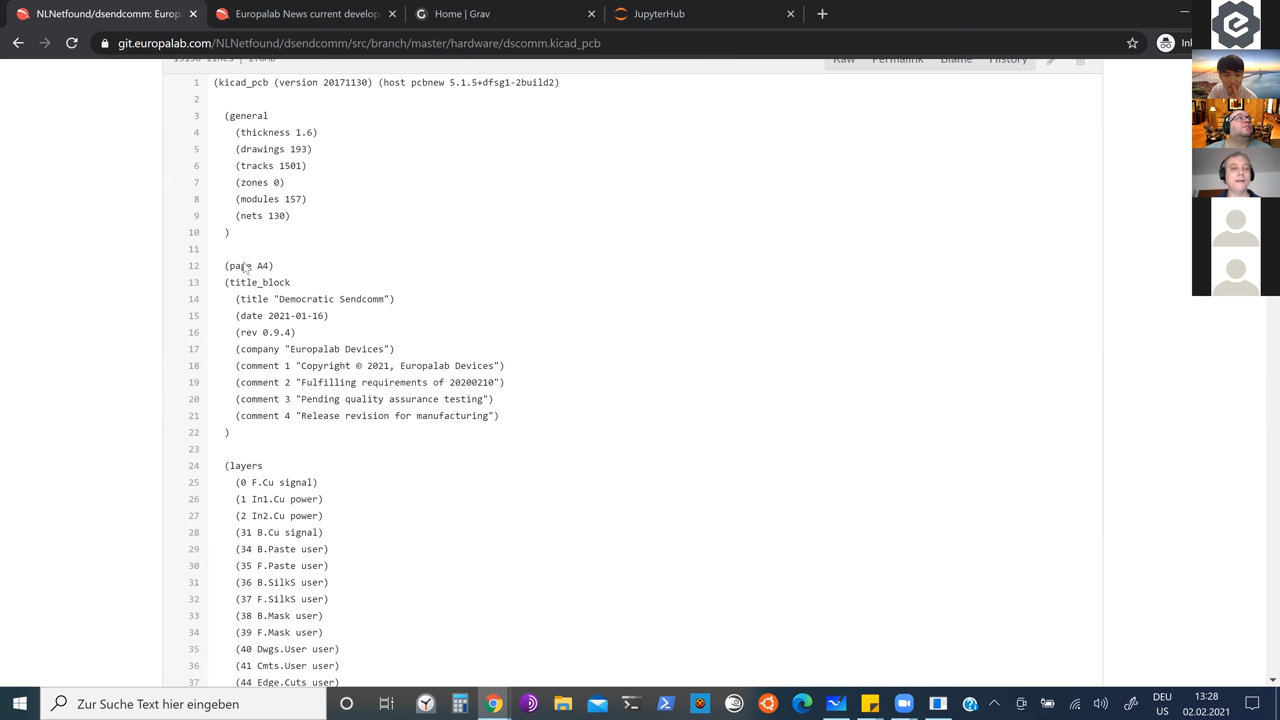 NLNetfound/dsendcomm: Europa
Europalab News current develop
Home | Grav
JupyterHub
git.europalab.com/NLNetfound/dsendcomm/src/branch/master/hardware/dscomm.kicad_pcb
Raw Permalink Blame History
1 (kicad_pcb (version 20171130) (host pcbnew 5.1.5+dfsg1-2build2)
2
3 (general
4 (thickness 1.6)
5 (drawings 193)
6 (tracks 1501)
7 (zones 0)
8 (modules 157)
9 (nets 130)
10 )
11
12 (page A4)
13 (title_block
14 (title "Democratic Sendcomm")
15 (date 2021-01-16)
16 (rev 0.9.4)
17 (company "Europalab Devices")
18 (comment 1 "Copyright © 2021, Europalab Devices")
19 (comment 2 "Fulfilling requirements of 20200210")
20 (comment 3 "Pending quality assurance testing")
21 (comment 4 "Release revision for manufacturing")
22 )
23
24 (layers
25 (0 F.Cu signal)
26 (1 In1.Cu power)
27 (2 In2.Cu power)
28 (31 B.Cu signal)
29 (34 B.Paste user)
30 (35 F.Paste user)
31 (36 B.SilkS user)
32 (37 F.SilkS user)
33 (38 B.Mask user)
34 (39 F.Mask user)
35 (40 Dwgs.User user)
36 (41 Cmts.User user)
37 (44 Edge.Cuts user)
Zur Suche Text hier eingeben
DEU
US
13:28
02.02.2021